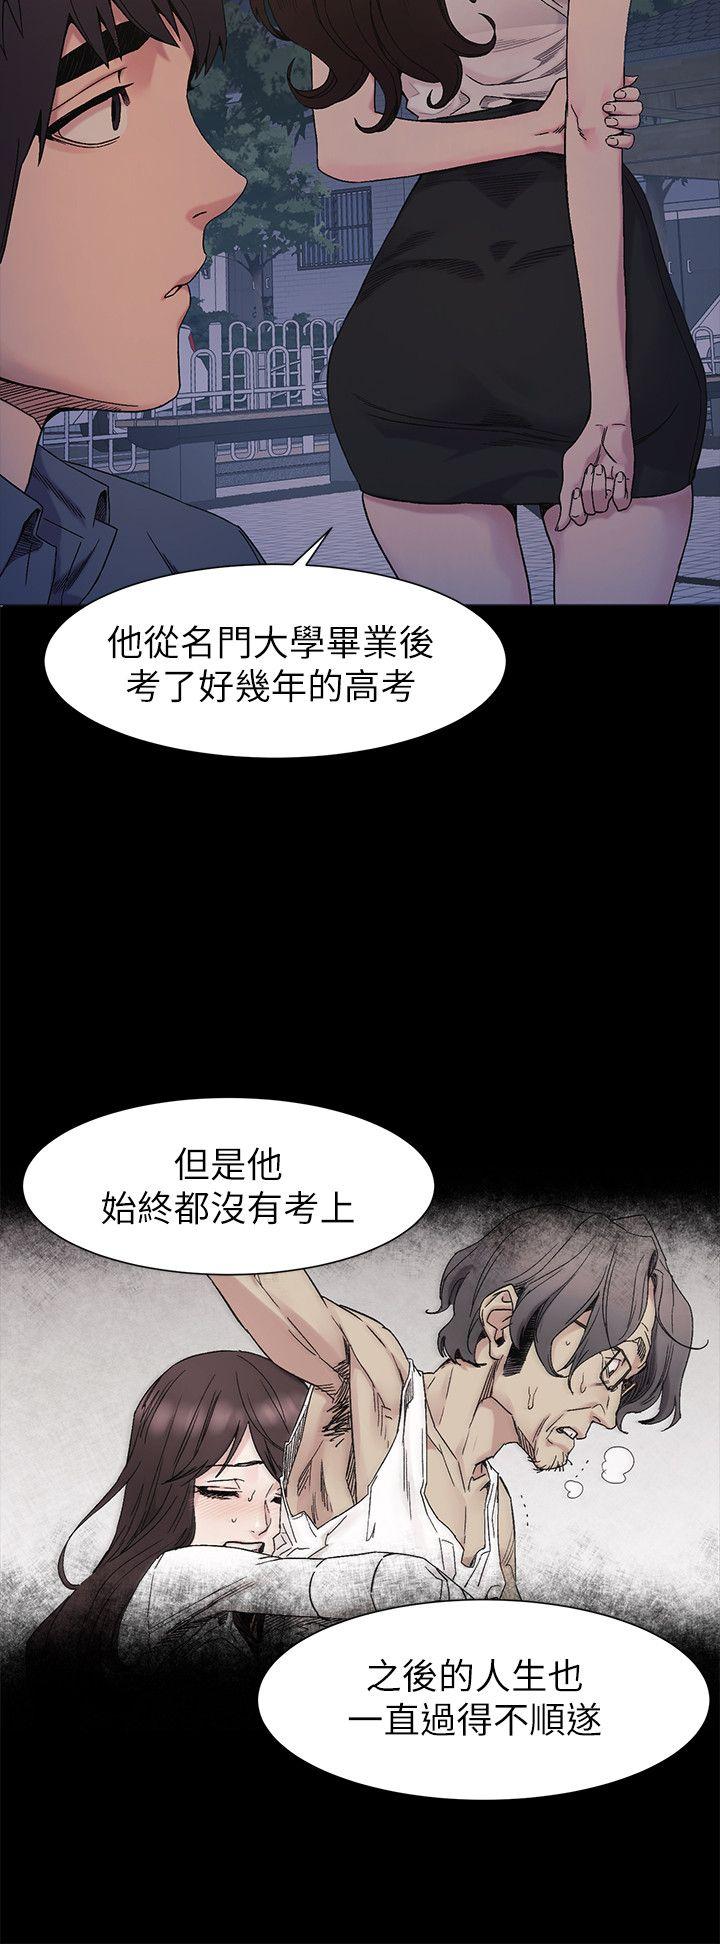 他從名門大學畢業後
考了好幾年的高考
但是他
始終都沒有考上
之後的人生也
一直過得不順遂